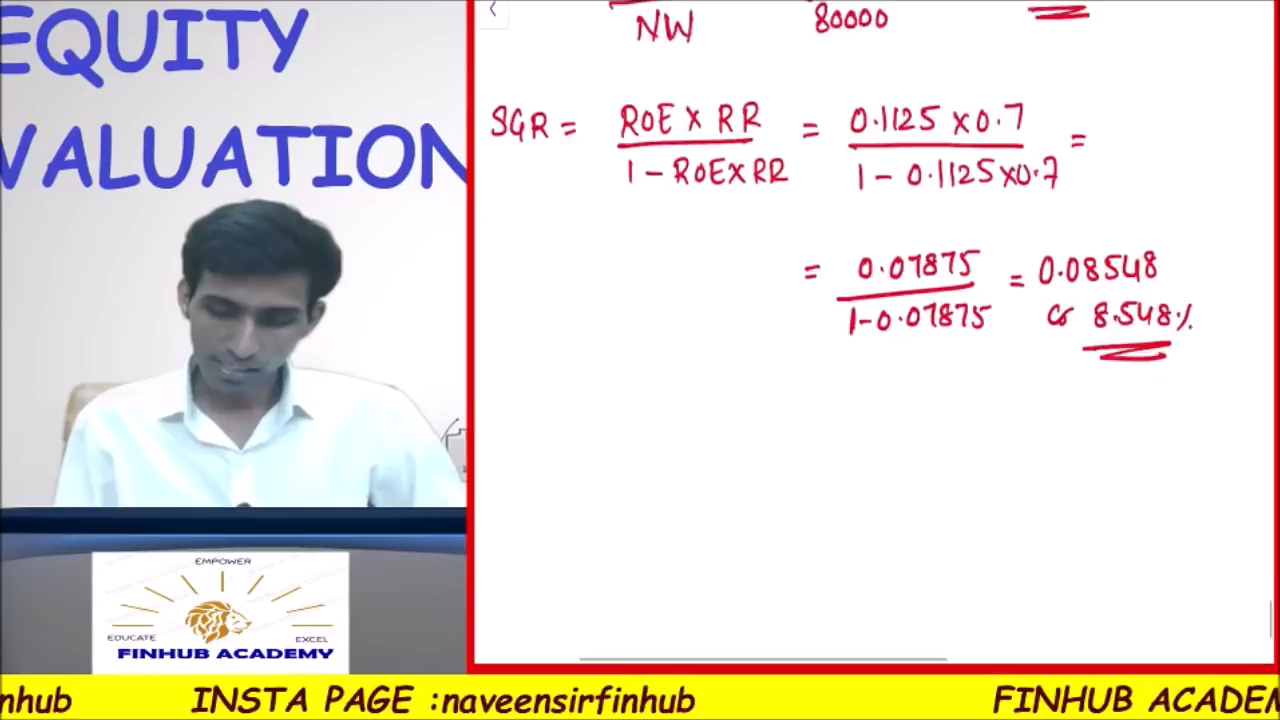 EQUITY
VALUATION
NW
80000
SGR = ROE × RR / 1 - ROE×RR = 0.1125 × 0.7 / 1 - 0.1125×0.7 =
= 0.07875 / 1-0.07875 = 0.08548
or 8.548%
EMPOWER
EDUCATE
EXCEL
FINHUB ACADEMY
nhub INSTA PAGE :naveensirfinhub FINHUB ACADEM